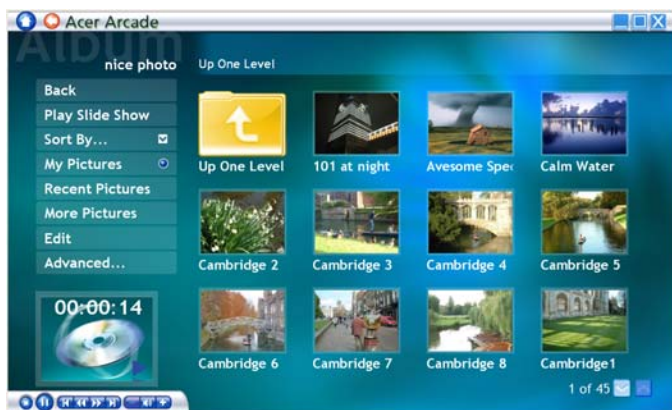 Acer Arcade
Album
nice photo
Up One Level
Back
Play Slide Show
Sort By...
My Pictures
Recent Pictures
More Pictures
Edit
Advanced...
00:00:14
Up One Level
101 at night
Avesome Spe
Calm Water
Cambridge 2
Cambridge 3
Cambridge 4
Cambridge 5
Cambridge 6
Cambridge 7
Cambridge 8
Cambridge1
1 of 45